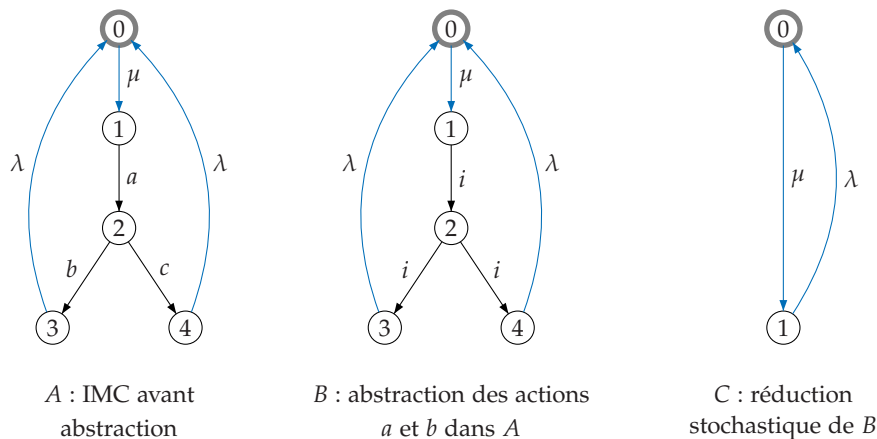 0 0 0
μ μ
1 1
λ a λ λ i λ μ λ
2 2
b c i i
3 4 3 4 1
A : IMC avant B : abstraction des actions C : réduction
abstraction a et b dans A stochastique de B